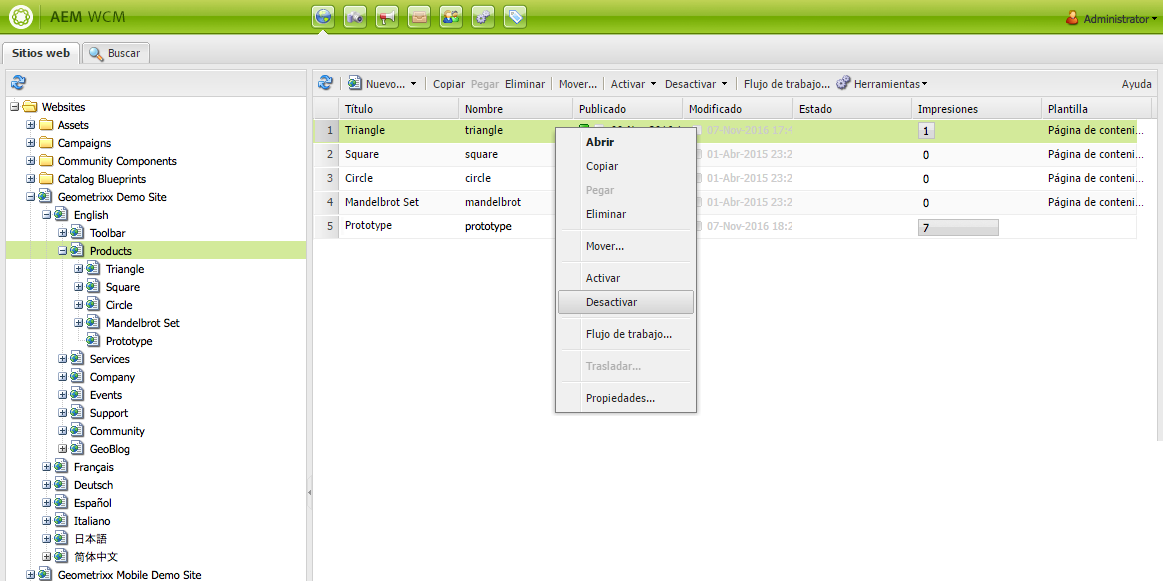 AEM WCM
Administrator
Sitios web Buscar
Nuevo... Copiar Pegar Eliminar Mover... Activar Desactivar Flujo de trabajo... Herramientas Ayuda
Websites
Assets
Campaigns
Community Components
Catalog Blueprints
Geometrixx Demo Site
English
Toolbar
Products
Triangle
Square
Circle
Mandelbrot Set
Prototype
Services
Company
Events
Support
Community
GeoBlog
Français
Deutsch
Español
Italiano
日本語
简体中文
Geometrixx Mobile Demo Site
Título Nombre Publicado Modificado Estado Impresiones Plantilla
1 Triangle triangle 07-Nov-2016 17: 1 Página de conteni...
2 Square square 01-Abr-2015 23:2 0 Página de conteni...
3 Circle circle 01-Abr-2015 23:2 0 Página de conteni...
4 Mandelbrot Set mandelbrot 01-Abr-2015 23:2 0 Página de conteni...
5 Prototype prototype 07-Nov-2016 18:2 7
Abrir
Copiar
Pegar
Eliminar
Mover...
Activar
Desactivar
Flujo de trabajo...
Trasladar...
Propiedades...